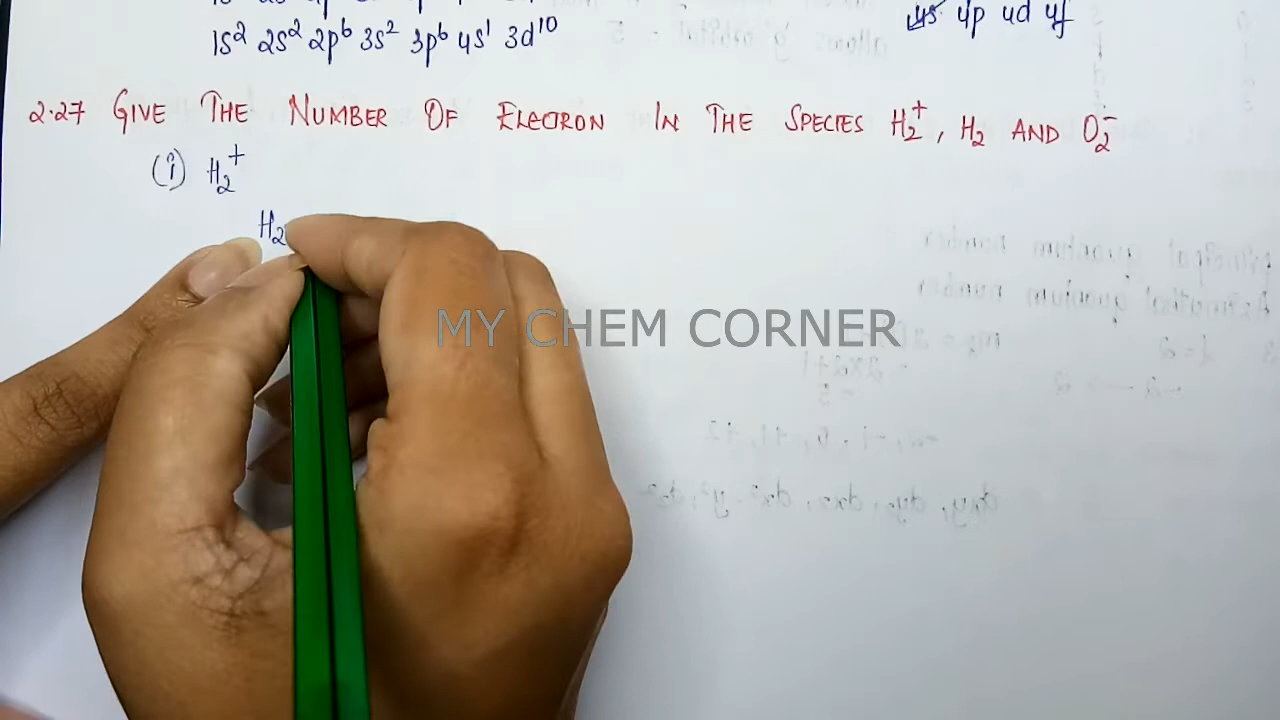 1s² 2s² 2p⁶ 3s² 3p⁶ 4s¹ 3d¹⁰
4s 4p 4d 4f
2.27 GIVE THE NUMBER OF ELECTRON IN THE SPECIES H₂⁺, H₂ AND O₂⁻
(i) H₂⁺
H₂
MY CHEM CORNER